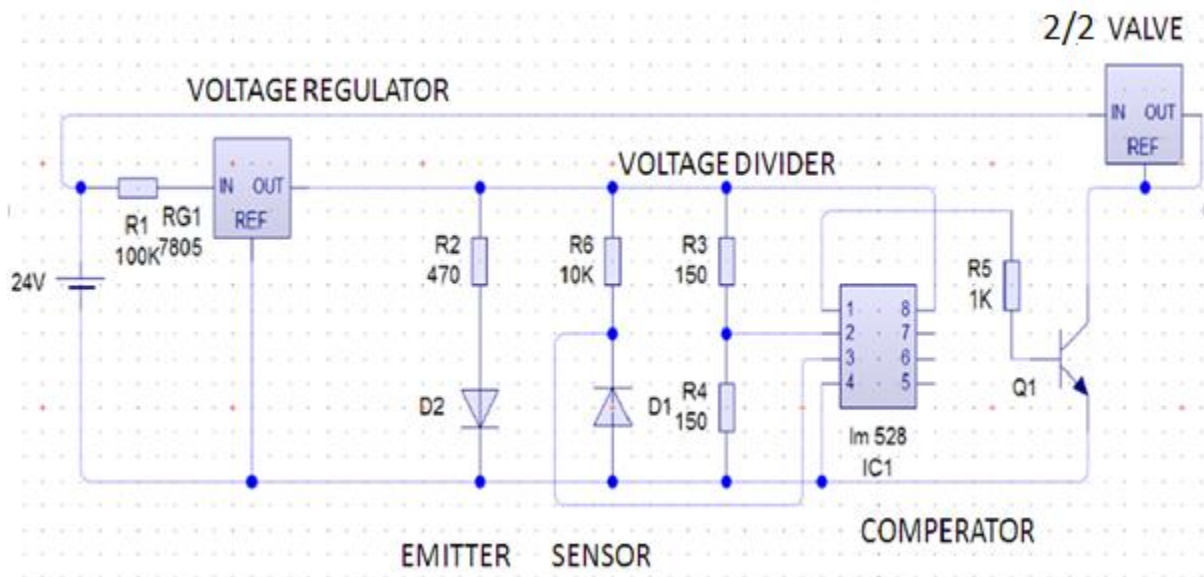 2/2 VALVE
VOLTAGE REGULATOR
IN OUT
REF
VOLTAGE DIVIDER
IN OUT
REF
R1
100K
RG1
7805
24V
R2
470
R6
10K
R3
150
R5
1K
1 8
2 7
3 6
4 5
D2
D1
R4
150
Q1
lm 528
IC1
COMPERATOR
EMITTER SENSOR